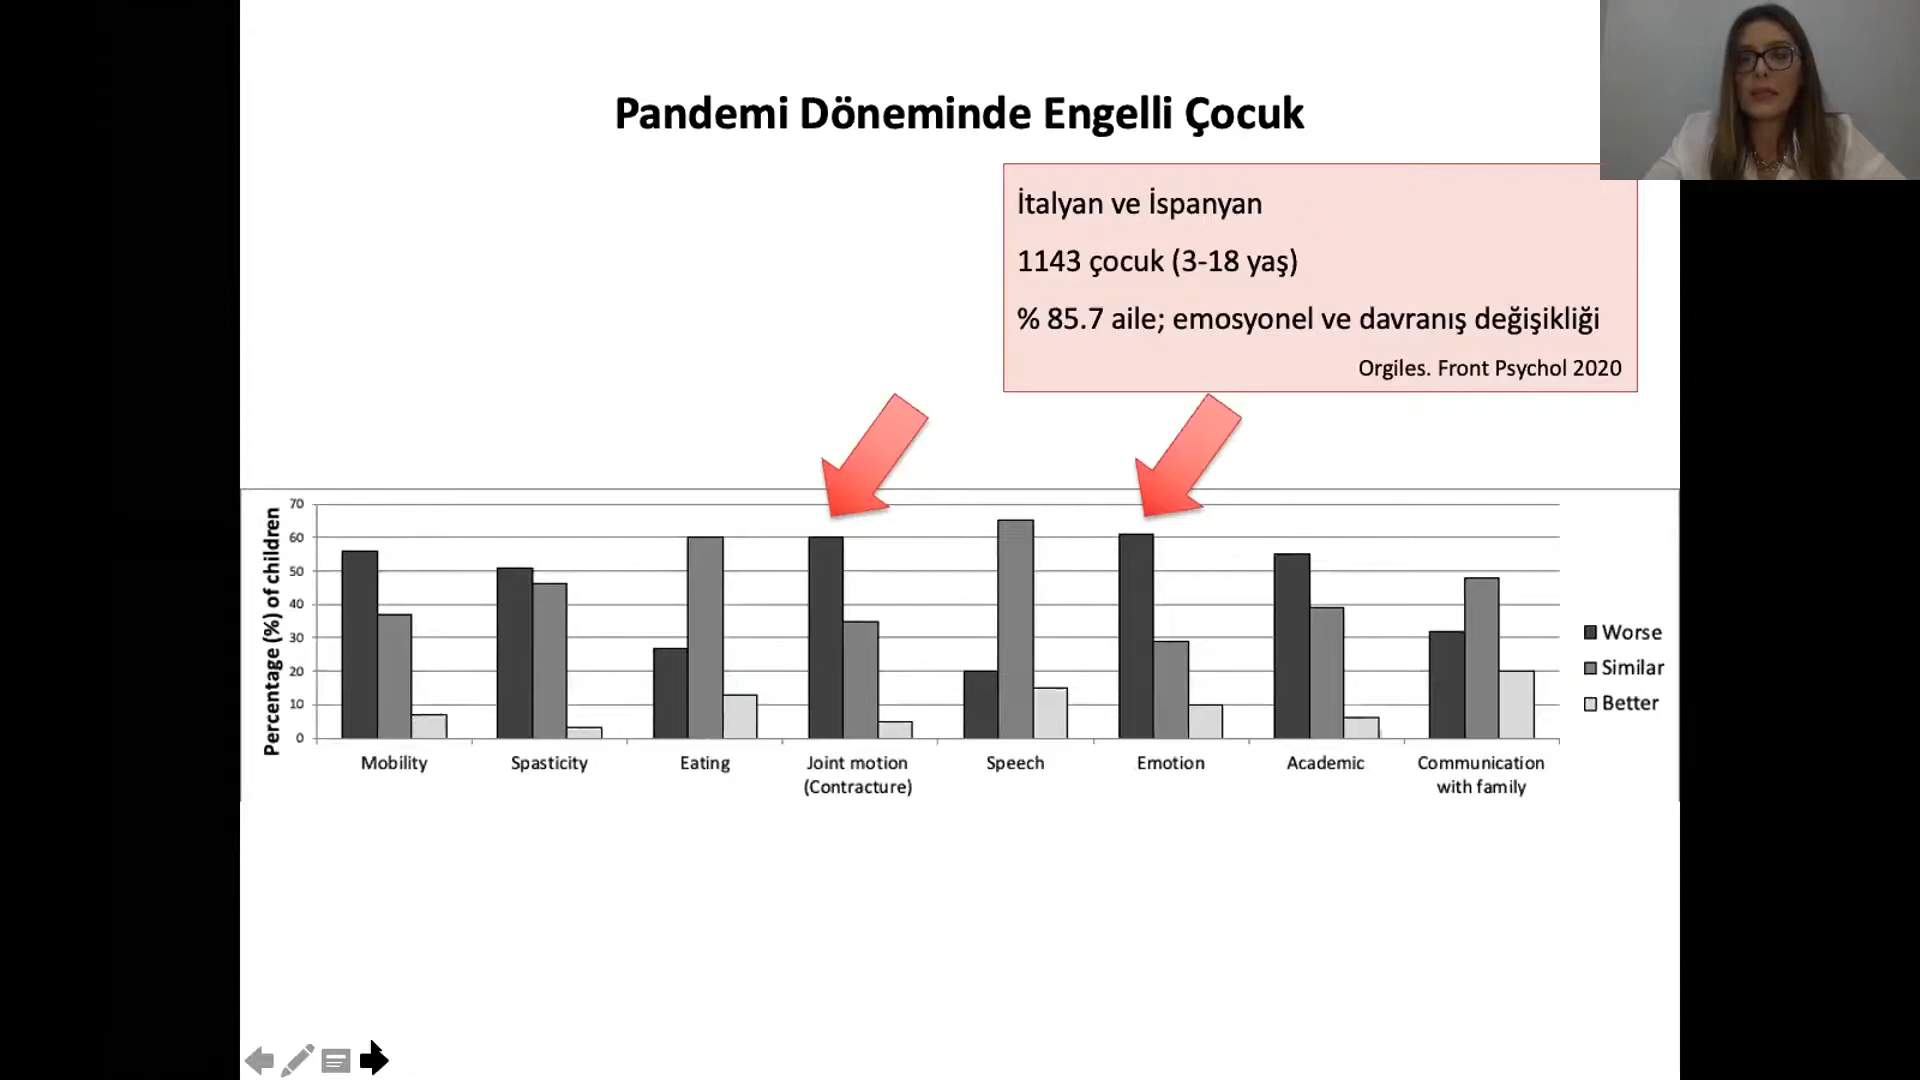 Pandemi Döneminde Engelli Çocuk
İtalyan ve İspanyan
1143 çocuk (3-18 yaş)
% 85.7 aile; emosyonel ve davranış değişikliği
Orgiles. Front Psychol 2020
Percentage (%) of children
70
60
50
40
30
20
10
0
Mobility
Spasticity
Eating
Joint motion
(Contracture)
Speech
Emotion
Academic
Communication
with family
Worse
Similar
Better